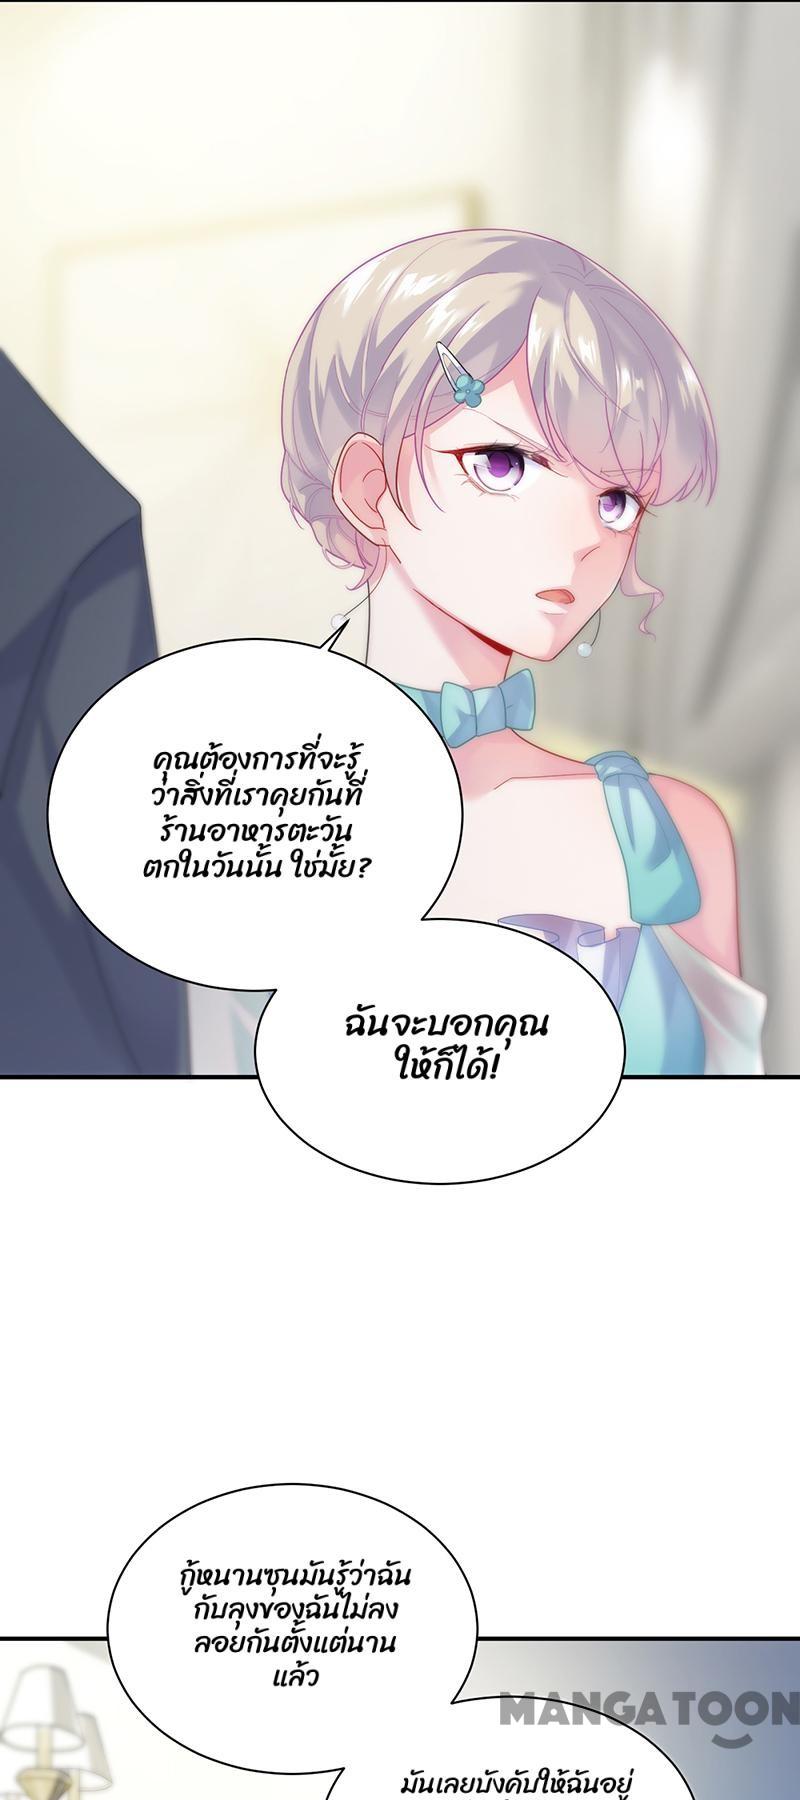 คุณต้องการที่จะรู้
ว่าสิ่งที่เราคุยกันที่
ร้านอาหารตะวัน
ตกในวันนั้น ใช่มั้ย?
ฉันจะบอกคุณ
ให้ก็ได้!
กู้หนานซุนมันรู้ว่าฉัน
กับลุงของฉันไม่ลง
ลอยกันตั้งแต่นาน
แล้ว
MANGATOON
มันเลยบังคับให้ฉันอยู่